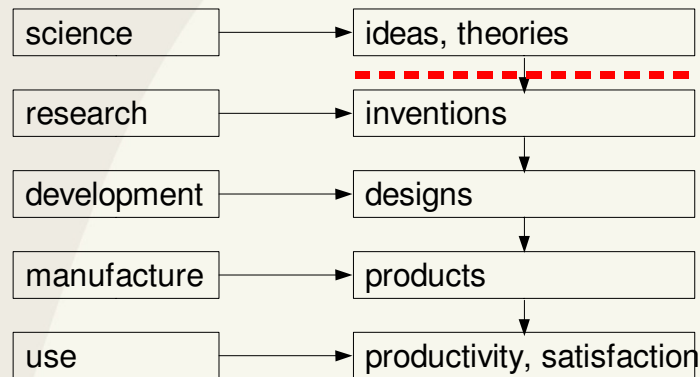 science
ideas, theories
research
inventions
development
designs
manufacture
products
use
productivity, satisfaction